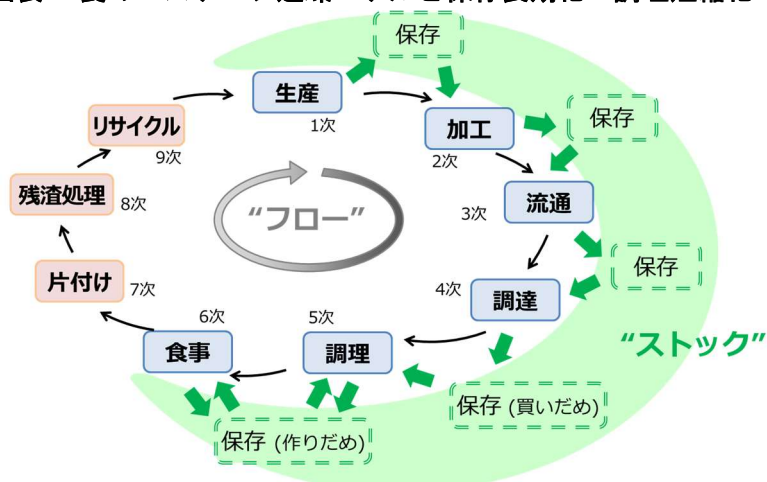 保存
生産
1次
加工
2次
保存
リサイクル
9次
残渣処理
8次
"フロー"
3次
流通
保存
片付け
7次
4次
調達
"ストック"
6次
食事
5次
調理
保存 (買いだめ)
保存 (作りだめ)